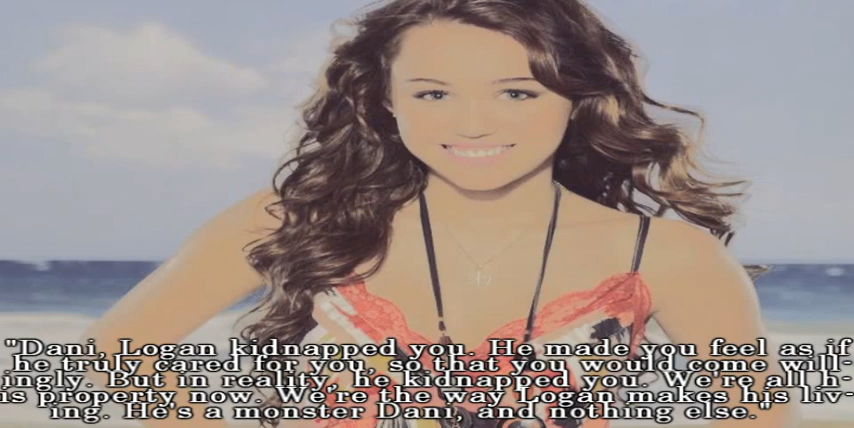 "Dani, Logan kidnapped you. He made you feel as if
he truly cared for you, so that you would come will-
ingly. But in reality, he kidnapped you. We're all h-
is property now. We're the way Logan makes his liv-
ing. He's a monster Dani, and nothing else."